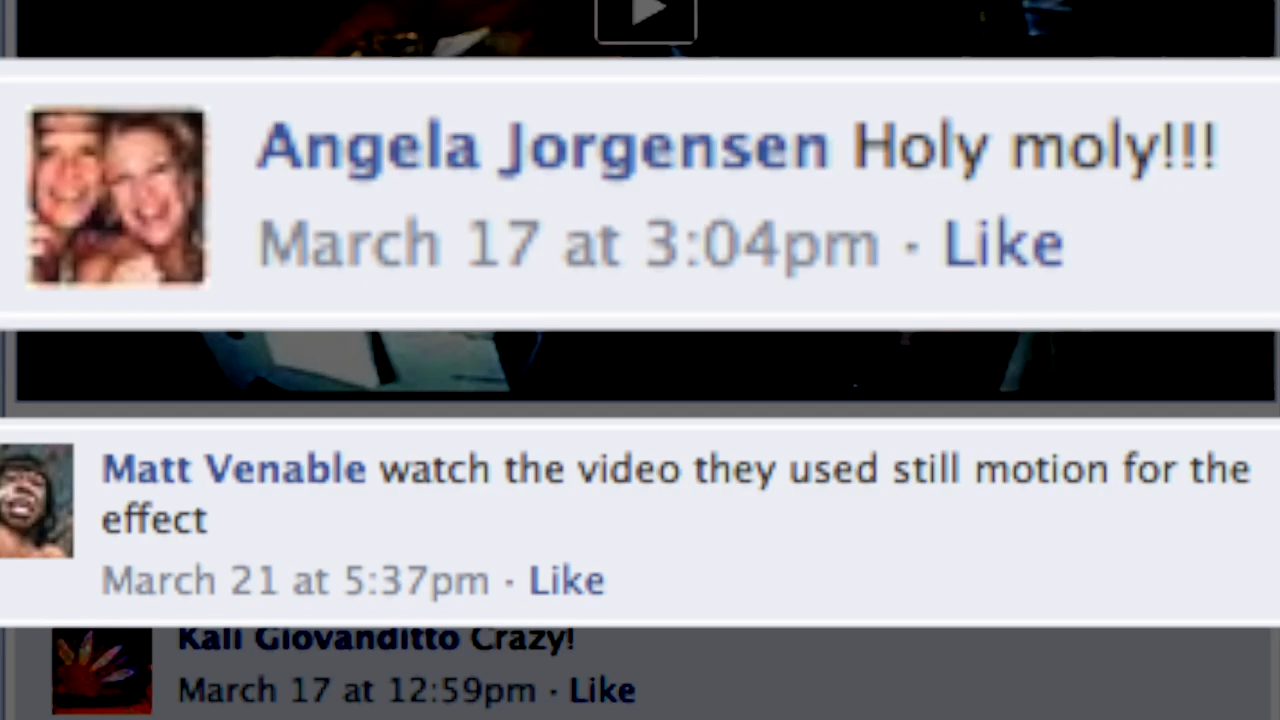 Angela Jorgensen Holy moly!!!
March 17 at 3:04pm · Like
Matt Venable watch the video they used still motion for the
effect
March 21 at 5:37pm · Like
Kali Giovanditto Crazy!
March 17 at 12:59pm · Like